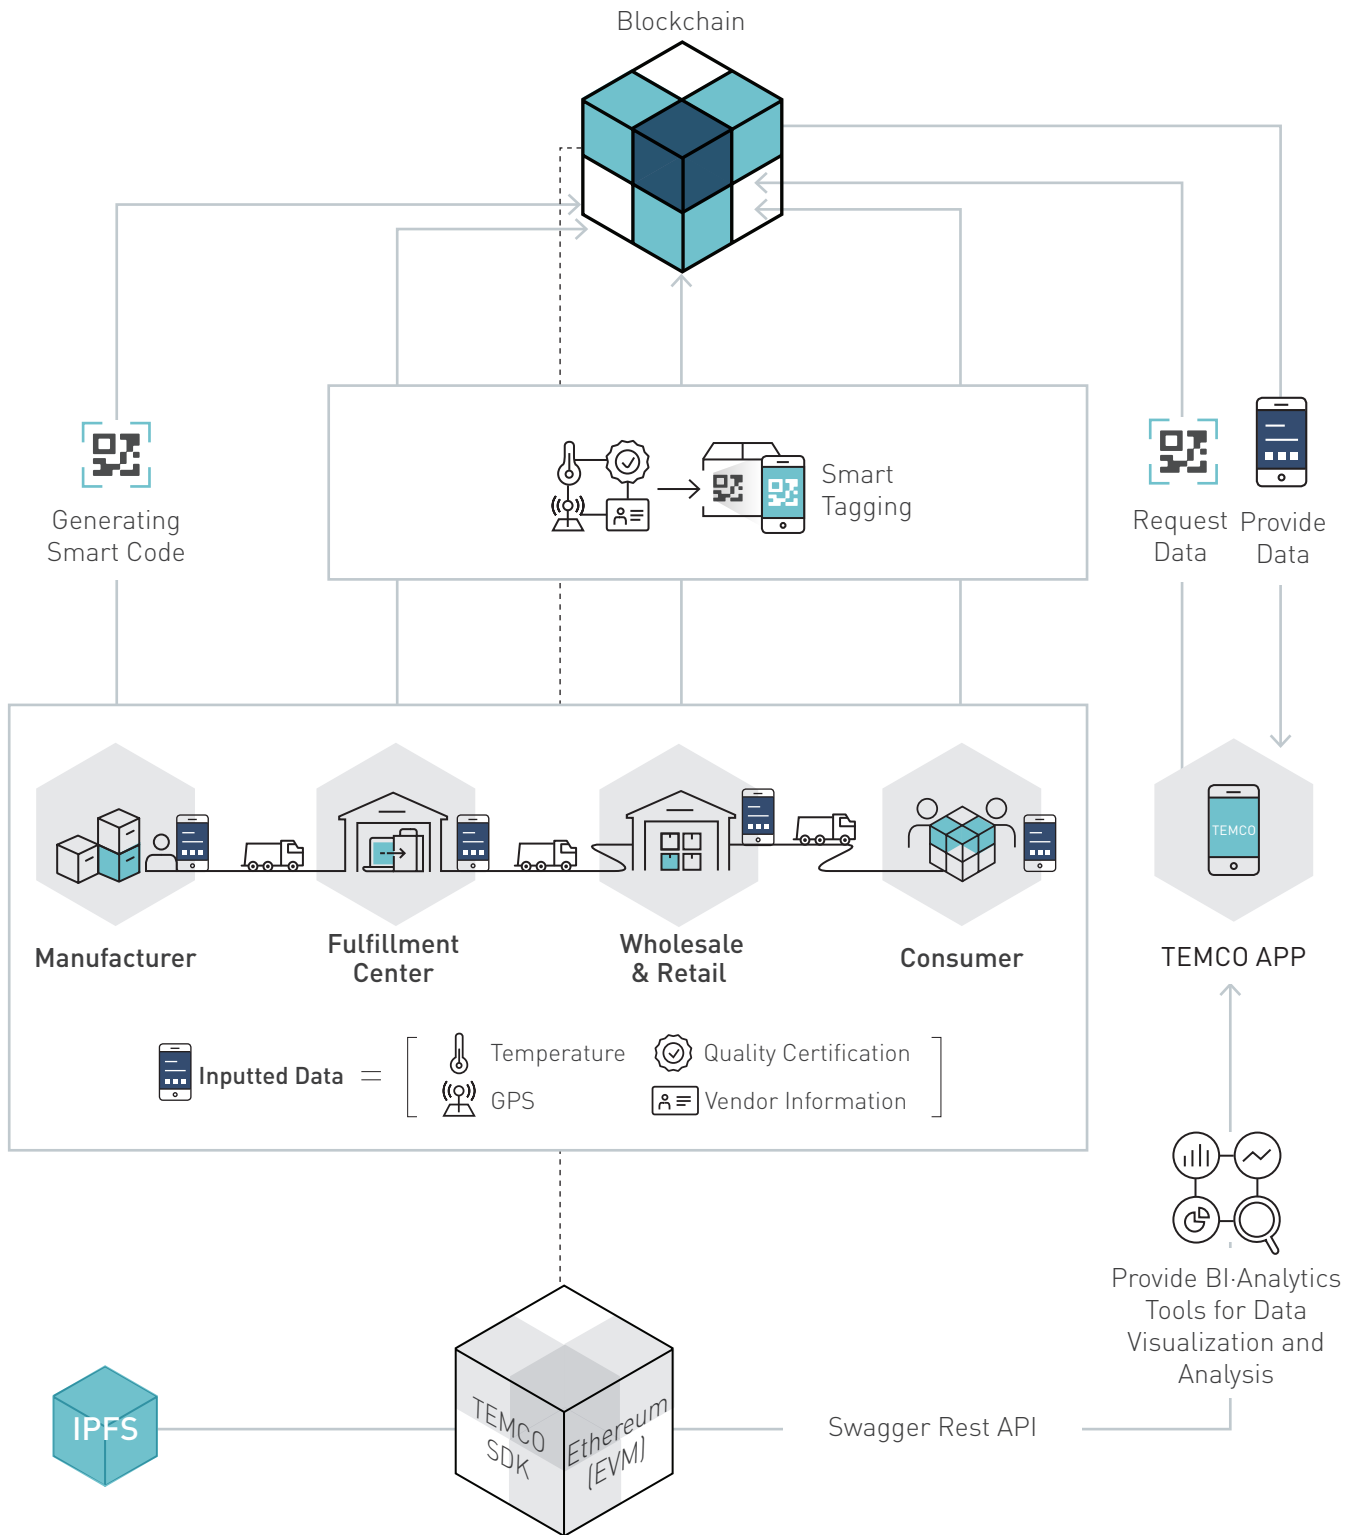 Blockchain
Generating
Smart Code
Smart
Tagging
Request
Data
Provide
Data
TEMCO
Manufacturer
Fulfillment
Center
Wholesale
& Retail
Consumer
TEMCO APP
Inputted Data =
Temperature
Quality Certification
GPS
Vendor Information
Provide BI·Analytics
Tools for Data
Visualization and
Analysis
IPFS
TEMCO
SDK
Ethereum
(EVM)
Swagger Rest API